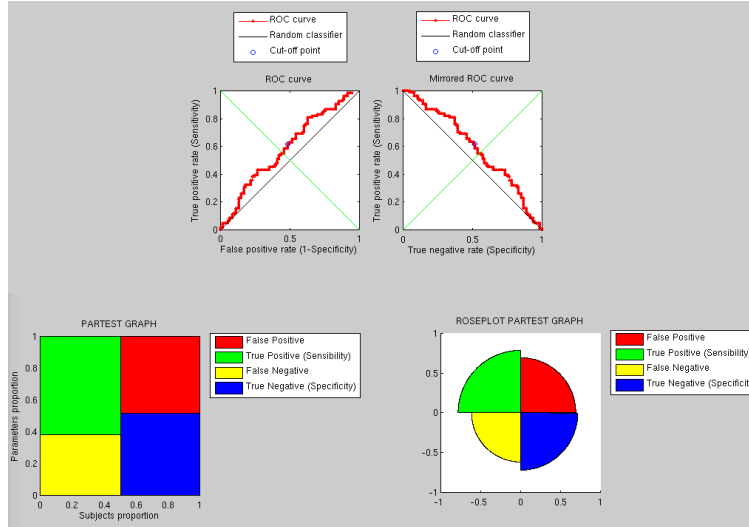 ROC curve
Random classifier
Cut-off point
ROC curve
Random classifier
Cut-off point
ROC curve
True positive rate (Sensitivity)
1
0.8
0.6
0.4
0.2
0
0 0.5 1
False positive rate (1-Specificity)
Mirrored ROC curve
True positive rate (Sensitivity)
1
0.8
0.6
0.4
0.2
0
0 0.5 1
True negative rate (Specificity)
PARTEST GRAPH
Parameters proportion
1
0.8
0.6
0.4
0.2
0
0 0.2 0.4 0.6 0.8 1
Subjects proportion
False Positive
True Positive (Sensibility)
False Negative
True Negative (Specificity)
ROSEPLOT PARTEST GRAPH
1
0.5
0
-0.5
-1
-1 -0.5 0 0.5 1
False Positive
True Positive (Sensibility)
False Negative
True Negative (Specificity)